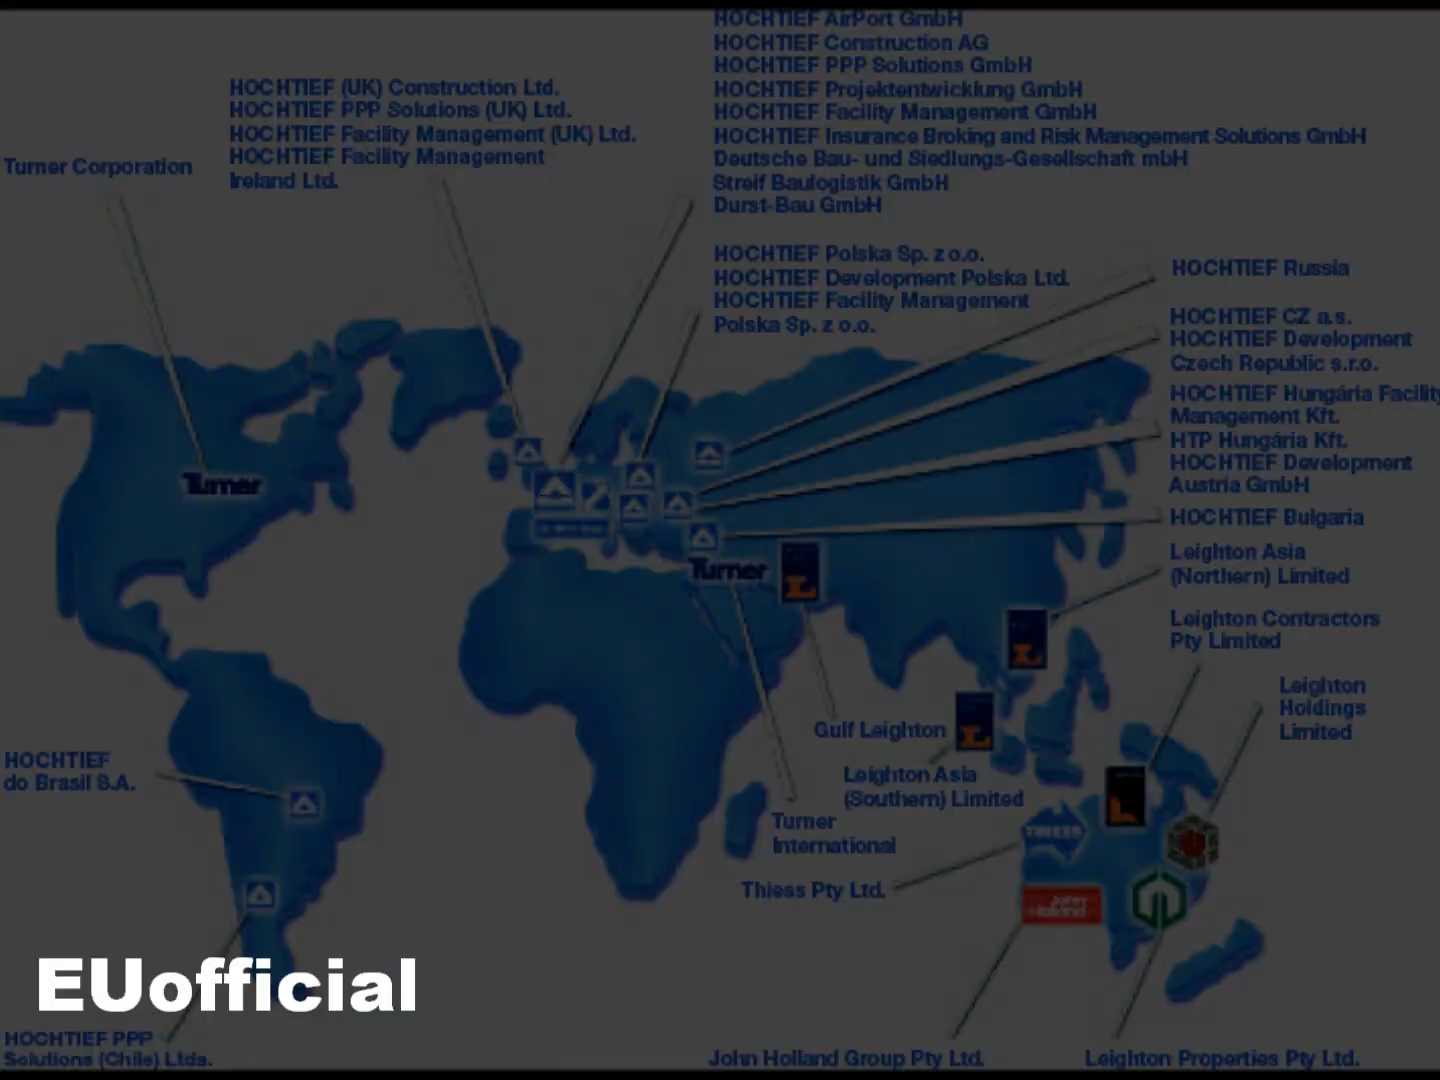 HOCHTIEF AirPort GmbH
HOCHTIEF Construction AG
HOCHTIEF PPP Solutions GmbH
HOCHTIEF Projektentwicklung GmbH
HOCHTIEF Facility Management GmbH
HOCHTIEF Insurance Broking and Risk Management Solutions GmbH
Deutsche Bau- und Siedlungs-Gesellschaft mbH
Streif Baulogistik GmbH
Durst-Bau GmbH
HOCHTIEF (UK) Construction Ltd.
HOCHTIEF PPP Solutions (UK) Ltd.
HOCHTIEF Facility Management (UK) Ltd.
HOCHTIEF Facility Management
Ireland Ltd.
Turner Corporation
HOCHTIEF Polska Sp. z o.o.
HOCHTIEF Development Polska Ltd.
HOCHTIEF Facility Management
Polska Sp. z o.o.
HOCHTIEF Russia
HOCHTIEF CZ a.s.
HOCHTIEF Development
Czech Republic s.r.o.
HOCHTIEF Hungária Facility
Management Kft.
HTP Hungária Kft.
HOCHTIEF Development
Austria GmbH
HOCHTIEF Bulgaria
Leighton Asia
(Northern) Limited
Leighton Contractors
Pty Limited
Leighton
Holdings
Limited
Turner
Turner
Gulf Leighton
Leighton Asia
(Southern) Limited
Turner
International
Thiess Pty Ltd.
THIESS
John
Holland
HOCHTIEF
do Brasil S.A.
EUofficial
HOCHTIEF PPP
Solutions (Chile) Ltda.
John Holland Group Pty Ltd.
Leighton Properties Pty Ltd.